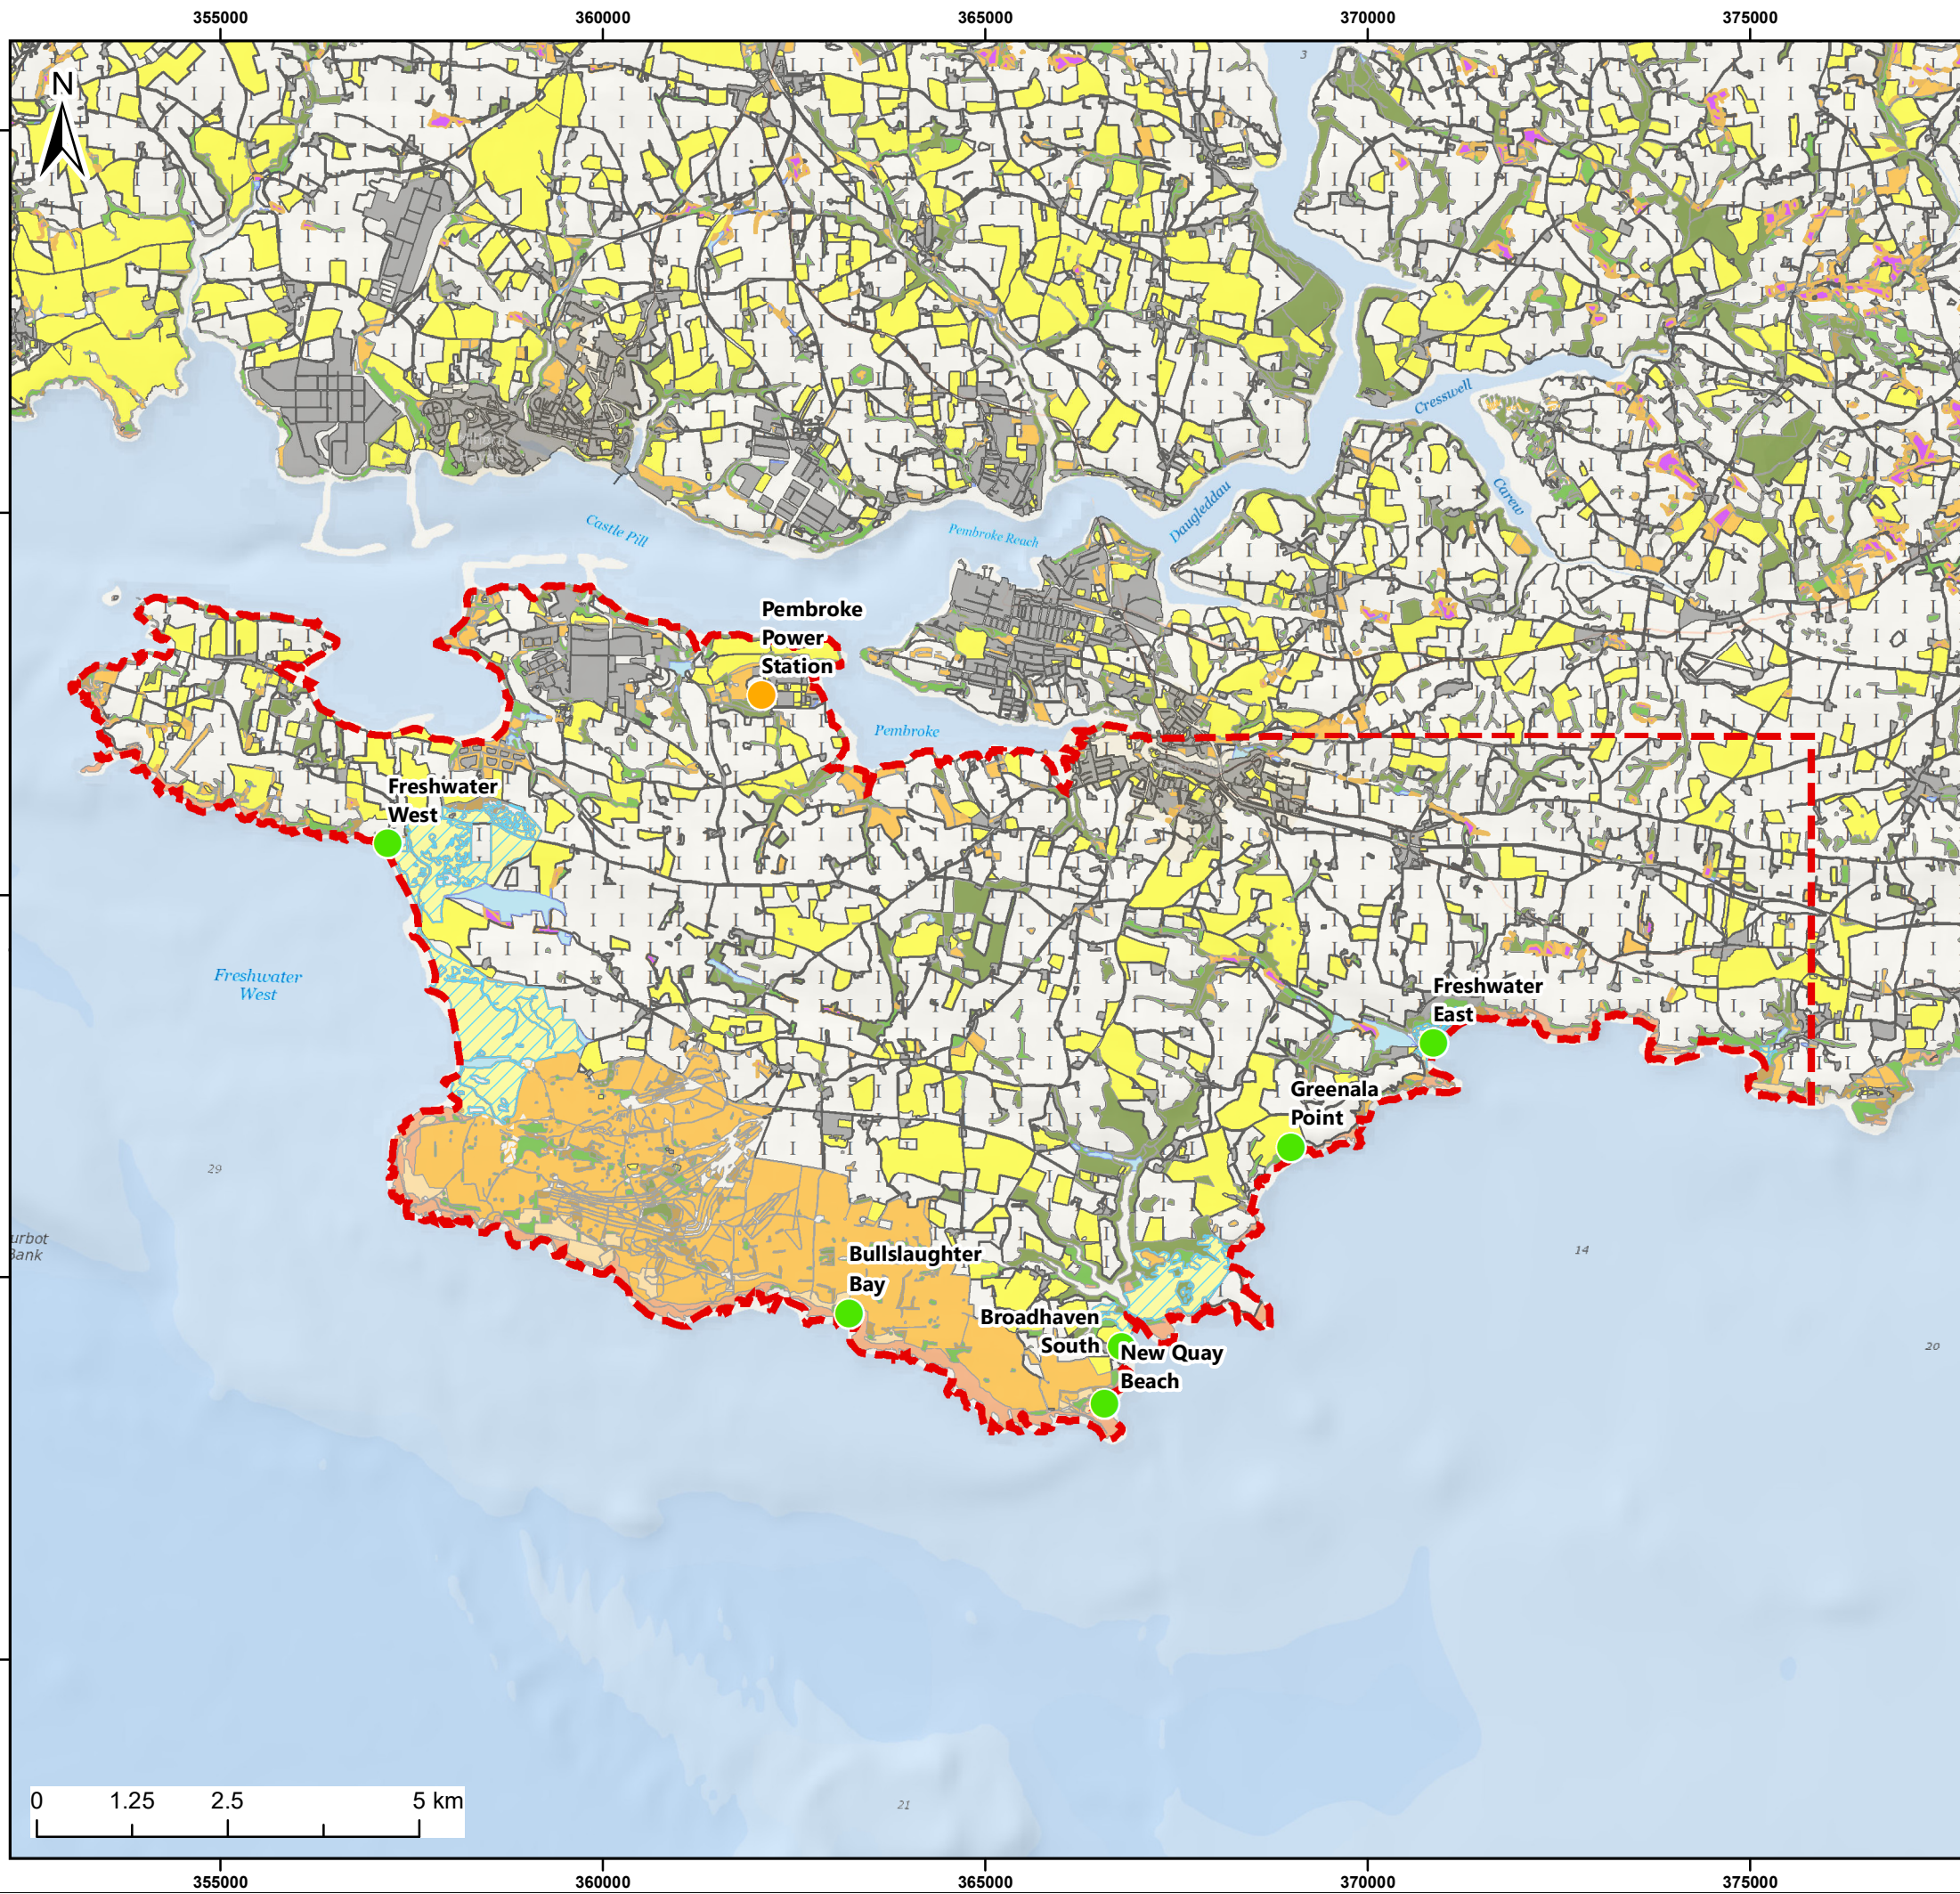 355000 360000 365000 370000 375000
N
3
Cresswell
Carew
Daugleddau
Castle Pill
Pembroke Reach
Pembroke
Power
Station
Pembroke
Freshwater
West
Freshwater
West
Freshwater
East
Greenala
Point
29
14
Bullslaughter
Bay
Broadhaven
South
New Quay
Beach
20
0 1.25 2.5 5 km
21
355000 360000 365000 370000 375000